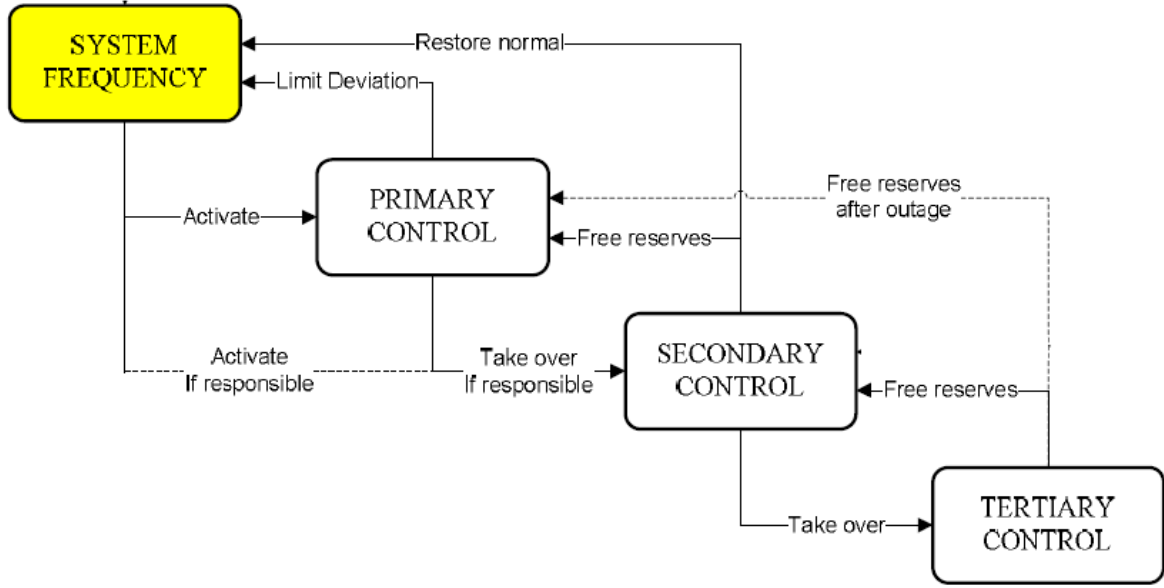 SYSTEM
FREQUENCY
Restore normal
Limit Deviation
PRIMARY
CONTROL
Activate
Free reserves
after outage
Free reserves
Activate
If responsible
Take over
If responsible
SECONDARY
CONTROL
Free reserves
Take over
TERTIARY
CONTROL